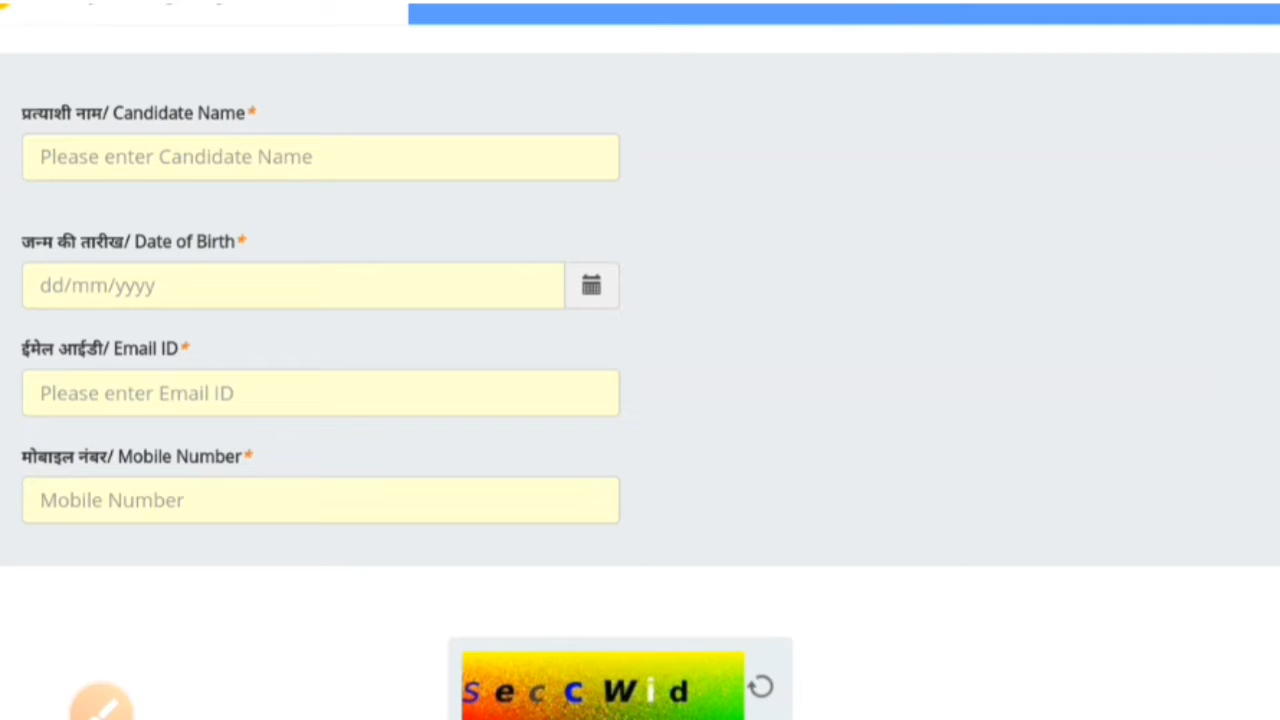 प्रत्याशी नाम/ Candidate Name*
Please enter Candidate Name
जन्म की तारीख/ Date of Birth*
dd/mm/yyyy
ईमेल आईडी/ Email ID*
Please enter Email ID
मोबाइल नंबर/ Mobile Number*
Mobile Number
S e c c W i d